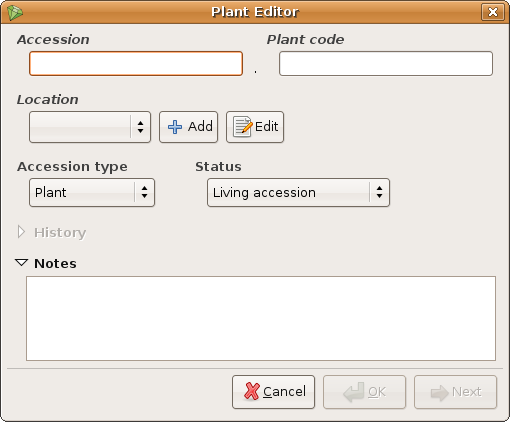 Plant Editor
Accession Plant code
.
Location
Add Edit
Accession type Status
Plant Living accession
History
Notes
Cancel OK Next